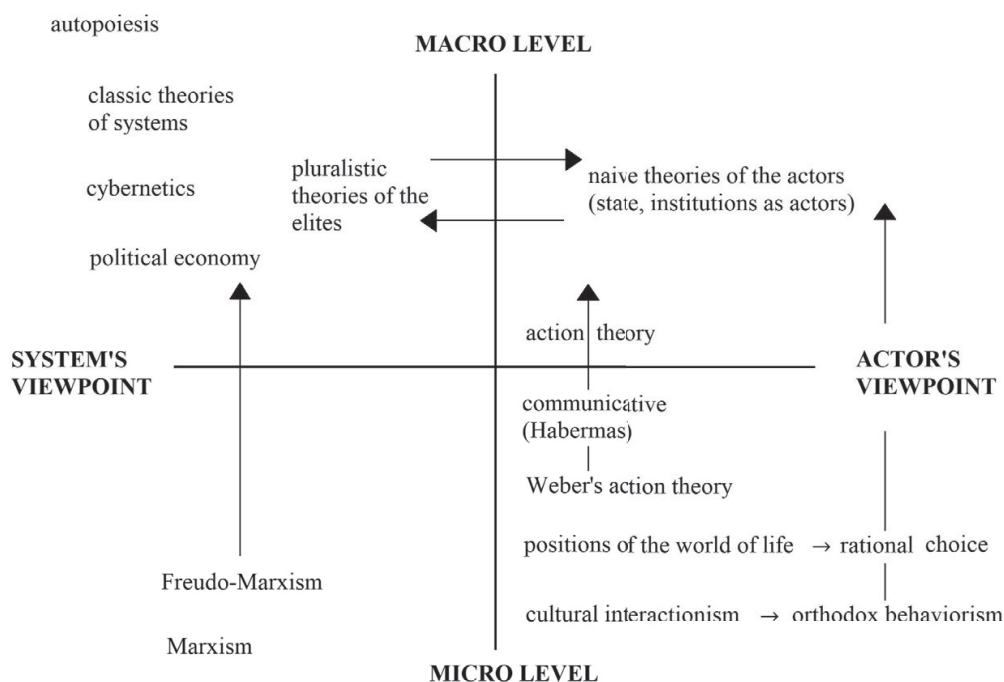 autopoiesis
MACRO LEVEL
classic theories
of systems
cybernetics
pluralistic
theories of the
elites
naive theories of the actors
(state, institutions as actors)
political economy
action theory
SYSTEM'S
VIEWPOINT
ACTOR'S
VIEWPOINT
communicative
(Habermas)
Weber's action theory
positions of the world of life → rational choice
Freudo-Marxism
cultural interactionism → orthodox behaviorism
Marxism
MICRO LEVEL